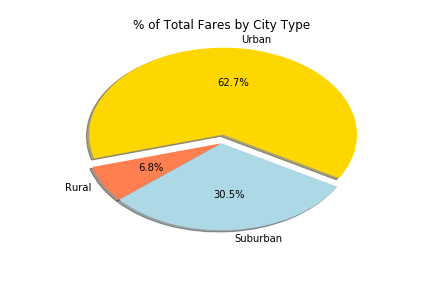 % of Total Fares by City Type
Urban
62.7%
6.8%
Rural
30.5%
Suburban